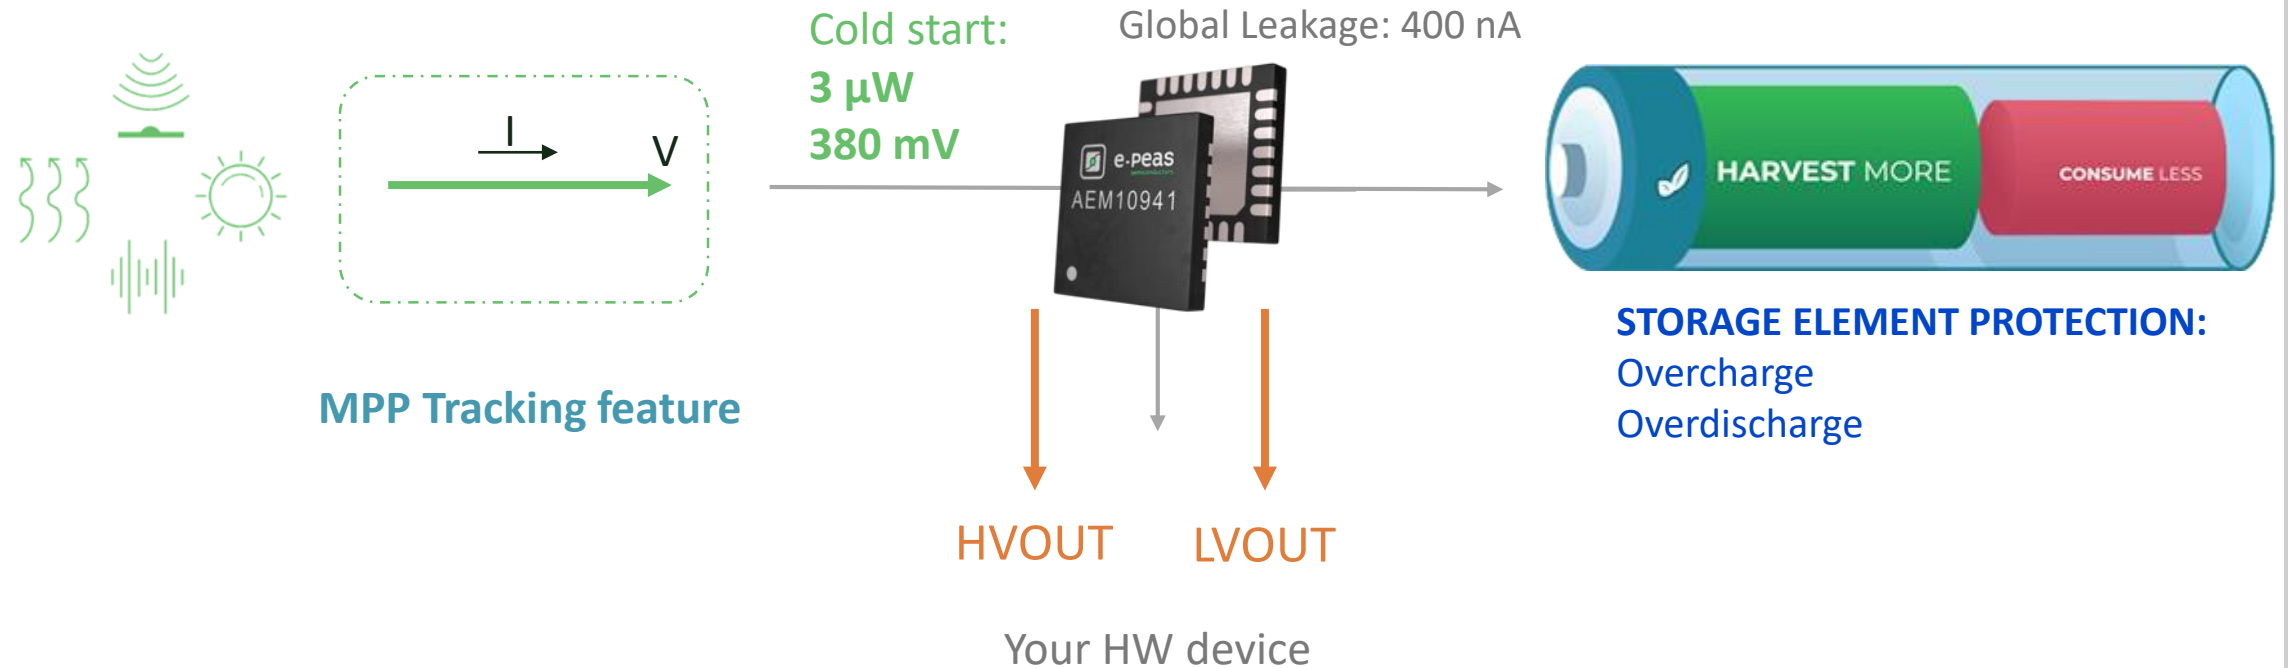 Cold start:
3 µW
380 mV
Global Leakage: 400 nA
I
V
e-peas
semiconductors
AEM10941
HARVEST MORE
CONSUME LESS
MPP Tracking feature
STORAGE ELEMENT PROTECTION:
Overcharge
Overdischarge
HVOUT
LVOUT
Your HW device